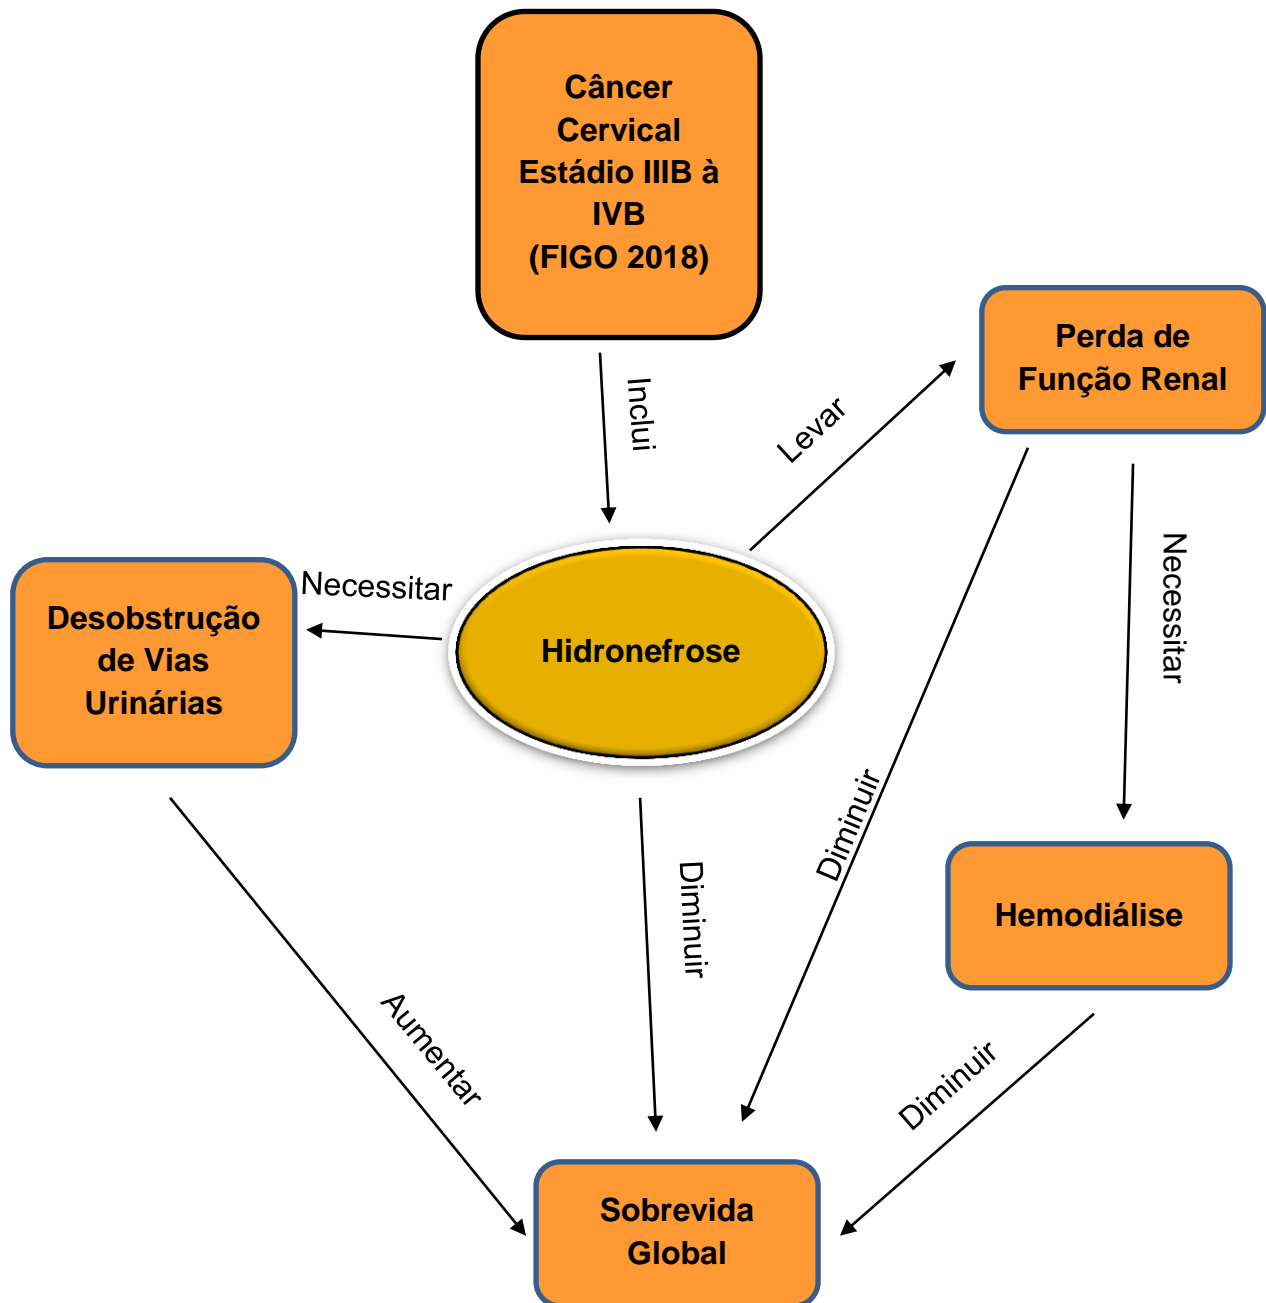 Câncer
Cervical
Estádio IIIB à
IVB
(FIGO 2018)
Inclui
Levar
Perda de
Função Renal
Necessitar
Desobstrução
de Vias
Urinárias
Hidronefrose
Necessitar
Diminuir
Diminuir
Hemodiálise
Aumentar
Diminuir
Sobrevida
Global